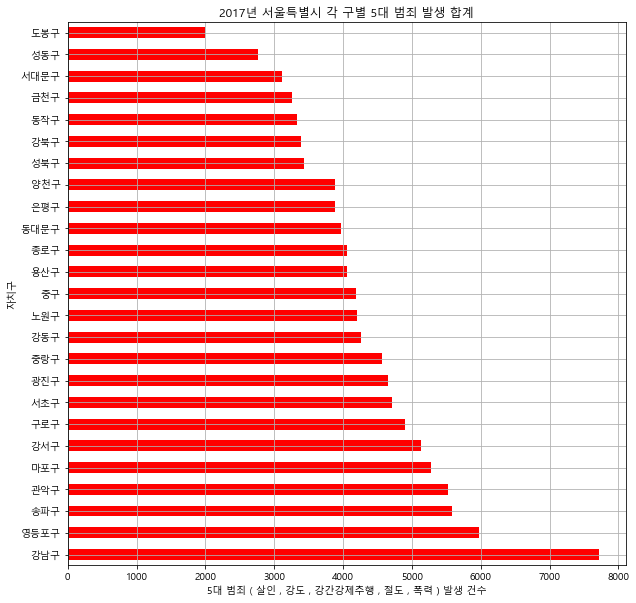 2017년 서울특별시 각 구별 5대 범죄 발생 합계
자치구
도봉구
성동구
서대문구
금천구
동작구
강북구
성북구
양천구
은평구
동대문구
종로구
용산구
중구
노원구
강동구
중랑구
광진구
서초구
구로구
강서구
마포구
관악구
송파구
영등포구
강남구
0 1000 2000 3000 4000 5000 6000 7000 8000
5대 범죄 ( 살인 , 강도 , 강간강제추행 , 절도 , 폭력 ) 발생 건수